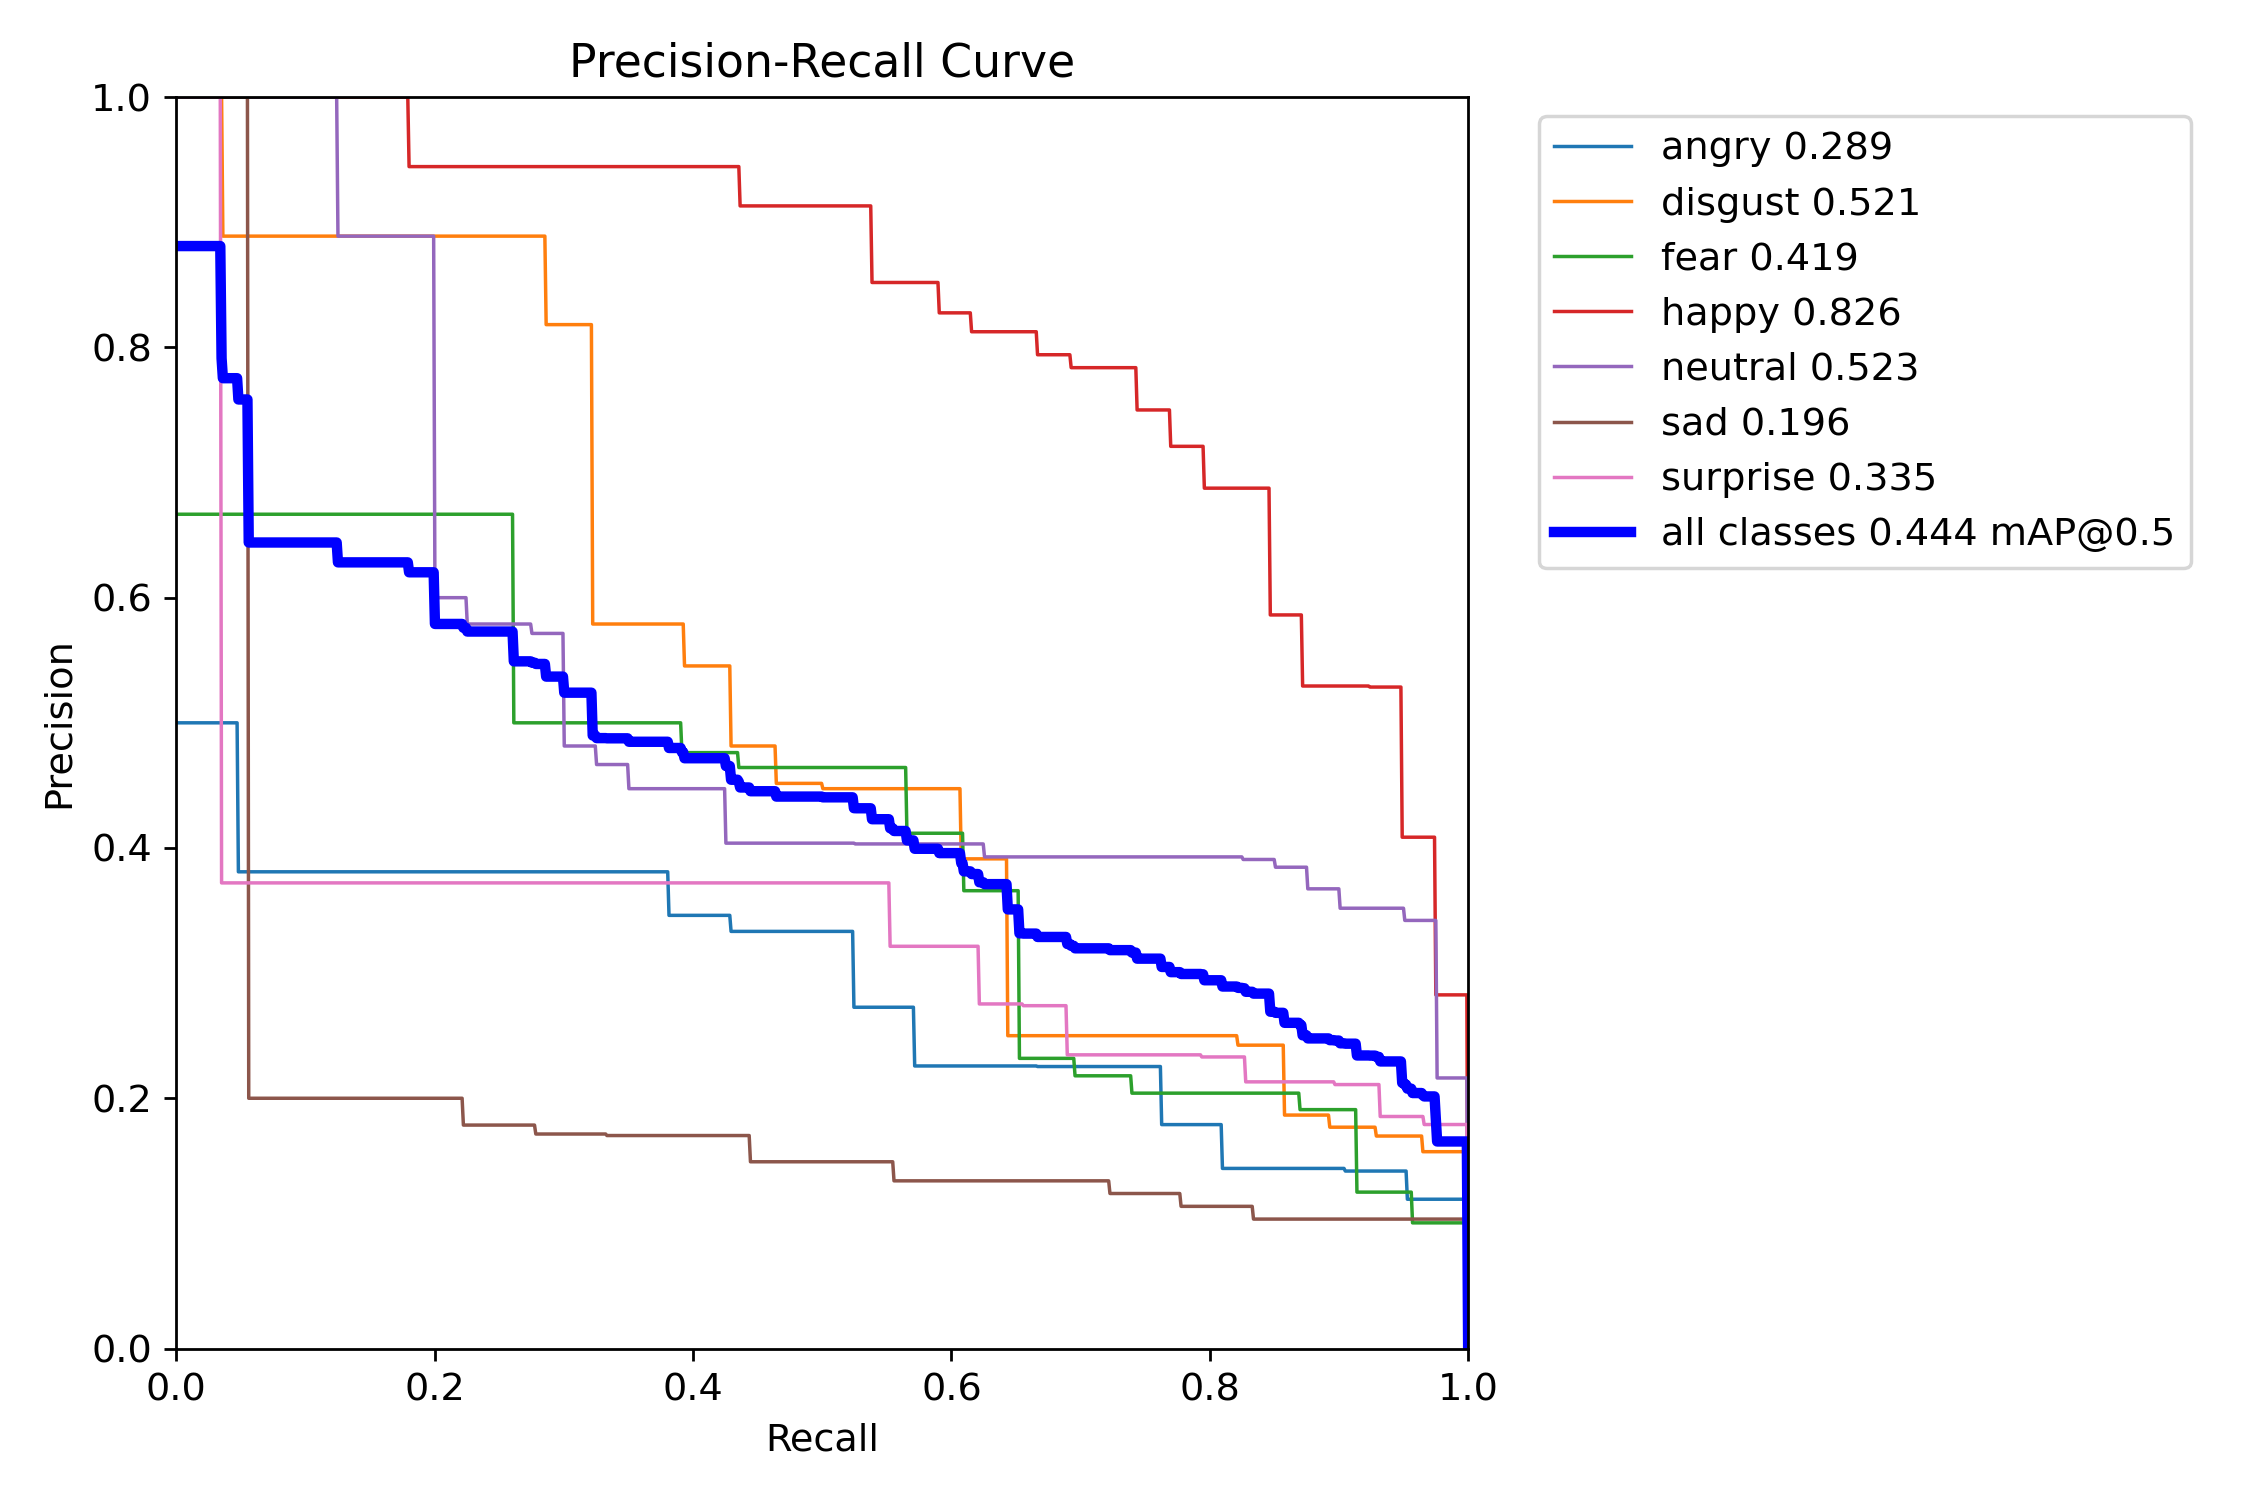 Precision-Recall Curve
1.0
0.8
0.6
0.4
0.2
0.0
Precision
0.0 0.2 0.4 0.6 0.8 1.0
Recall
angry 0.289
disgust 0.521
fear 0.419
happy 0.826
neutral 0.523
sad 0.196
surprise 0.335
all classes 0.444 mAP@0.5